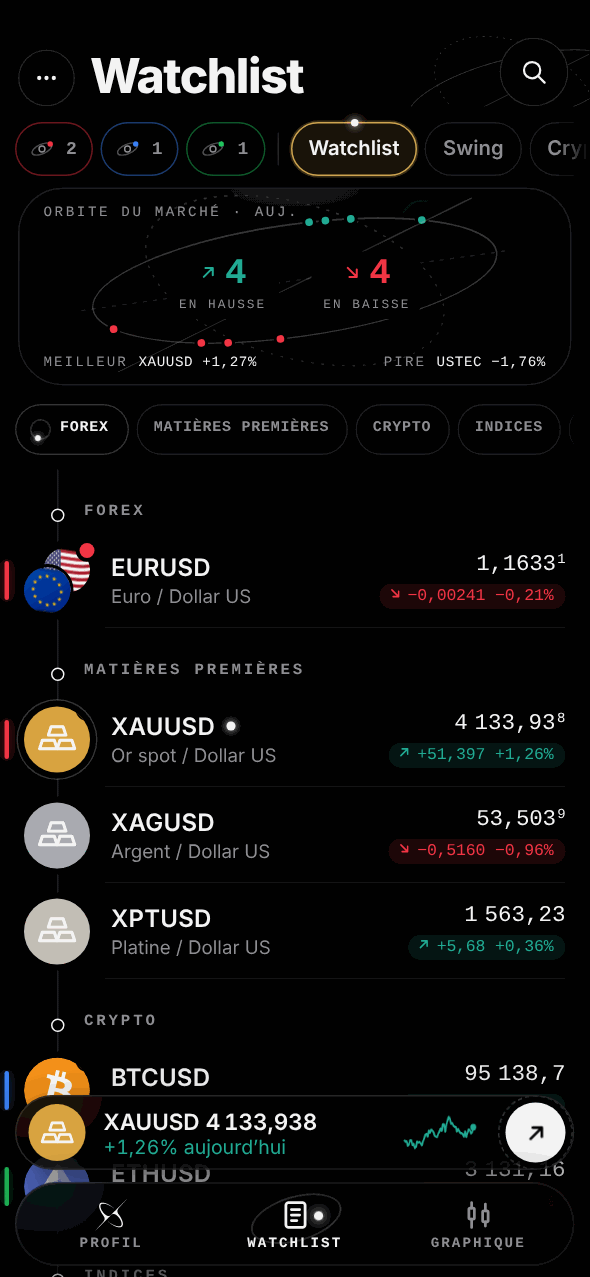 Watchlist
2
1
1
Watchlist
Swing
Cry
ORBITE DU MARCHÉ · AUJ.
↗ 4
↘ 4
EN HAUSSE
EN BAISSE
MEILLEUR XAUUSD +1,27%
PIRE USTEC −1,76%
FOREX
MATIÈRES PREMIÈRES
CRYPTO
INDICES
FOREX
EURUSD
1,1633¹
Euro / Dollar US
↘ −0,00241 −0,21%
MATIÈRES PREMIÈRES
XAUUSD
4 133,93⁸
Or spot / Dollar US
↗ +51,397 +1,26%
XAGUSD
53,503⁹
Argent / Dollar US
↘ −0,5160 −0,96%
XPTUSD
1 563,23
Platine / Dollar US
↗ +5,68 +0,36%
CRYPTO
BTCUSD
95 138,7
XAUUSD 4 133,938
+1,26% aujourd’hui
ETHUSD
3 131,16
PROFIL
WATCHLIST
GRAPHIQUE
INDICES